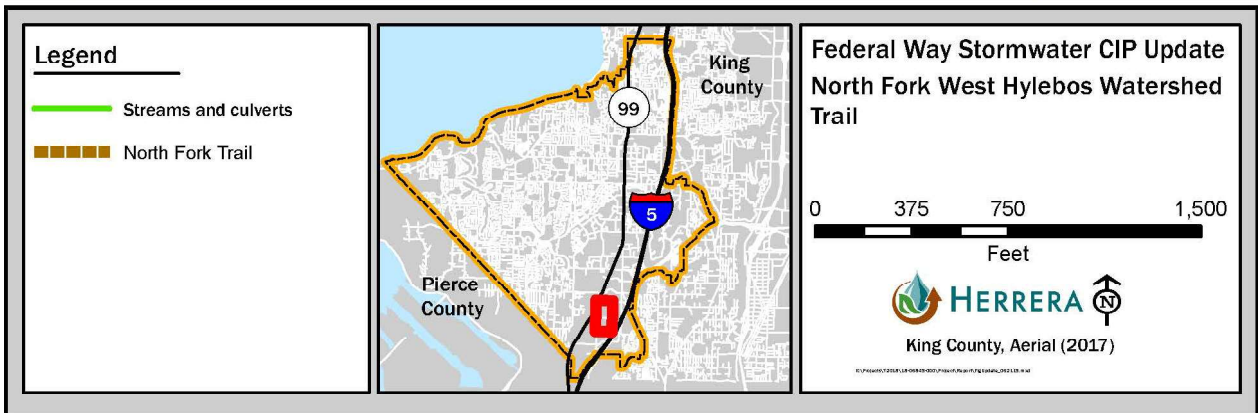 Legend
Streams and culverts
North Fork Trail
King
County
99
5
Pierce
County
Federal Way Stormwater CIP Update
North Fork West Hylebos Watershed
Trail
0 375 750 1,500
Feet
HERRERA
N
King County, Aerial (2017)